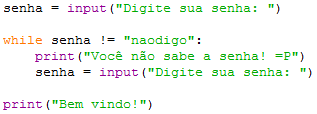 senha = input("Digite sua senha: ")
while senha != "naodigo":
print("Você não sabe a senha! =P")
senha = input("Digite sua senha: ")
print("Bem vindo!")